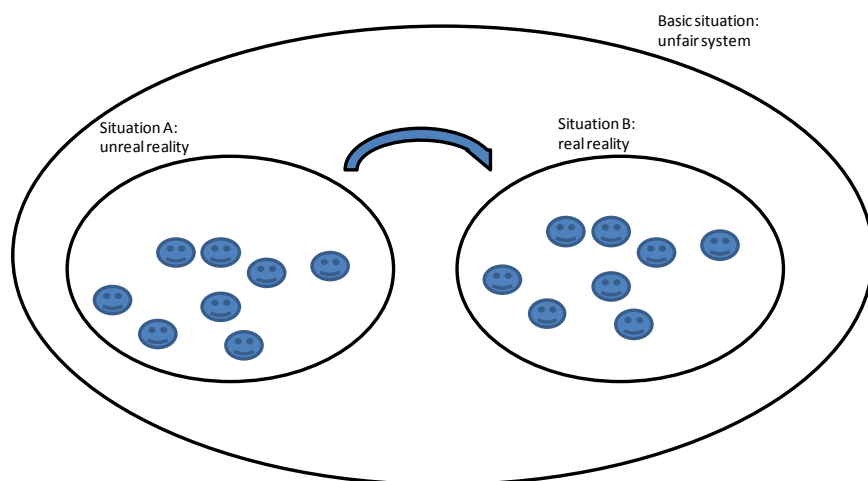 Basic situation:
unfair system
Situation A:
unreal reality
Situation B:
real reality